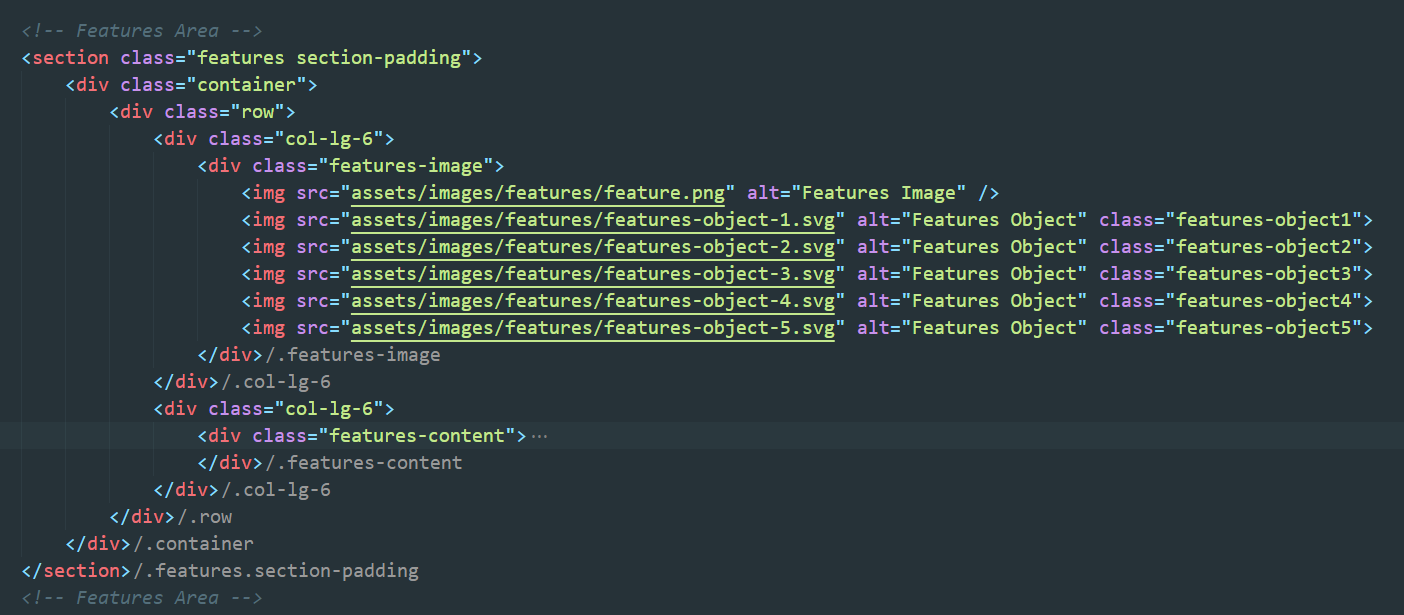 <!-- Features Area -->
<section class="features section-padding">
<div class="container">
<div class="row">
<div class="col-lg-6">
<div class="features-image">
<img src="assets/images/features/feature.png" alt="Features Image" />
<img src="assets/images/features/features-object-1.svg" alt="Features Object" class="features-object1">
<img src="assets/images/features/features-object-2.svg" alt="Features Object" class="features-object2">
<img src="assets/images/features/features-object-3.svg" alt="Features Object" class="features-object3">
<img src="assets/images/features/features-object-4.svg" alt="Features Object" class="features-object4">
<img src="assets/images/features/features-object-5.svg" alt="Features Object" class="features-object5">
</div>/.features-image
</div>/.col-lg-6
<div class="col-lg-6">
<div class="features-content">···
</div>/.features-content
</div>/.col-lg-6
</div>/.row
</div>/.container
</section>/.features.section-padding
<!-- Features Area -->